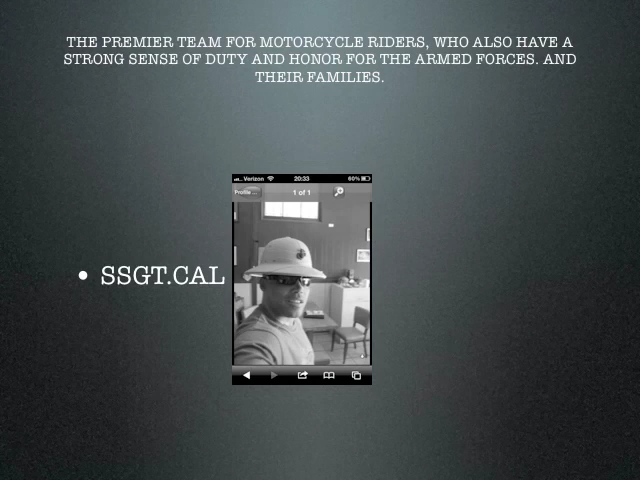 THE PREMIER TEAM FOR MOTORCYCLE RIDERS, WHO ALSO HAVE A
STRONG SENSE OF DUTY AND HONOR FOR THE ARMED FORCES. AND
THEIR FAMILIES.
Verizon 20:33 60%
Profile ... 1 of 1
• SSGT.CAL